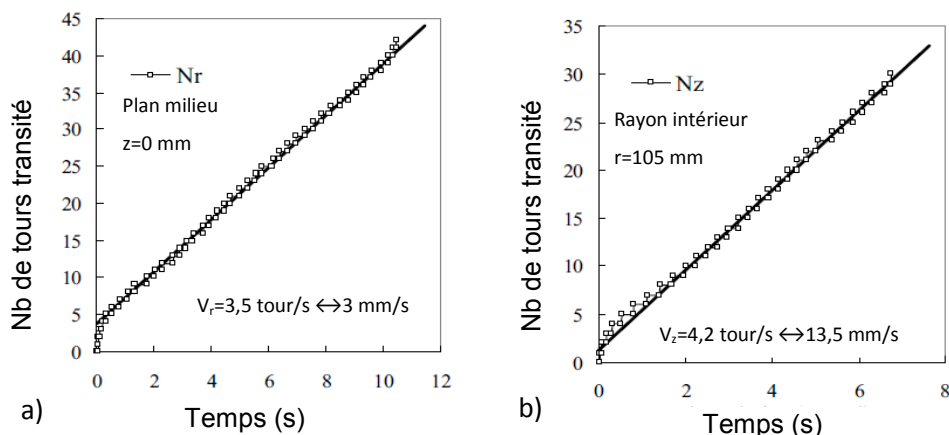 45
40
35
30
25
20
15
10
5
0
Nb de tours transité
Nr
Plan milieu
z=0 mm
Vr=3,5 tour/s ↔3 mm/s
0 2 4 6 8 10 12
a)
Temps (s)
35
30
25
20
15
10
5
0
Nb de tours transité
Nz
Rayon intérieur
r=105 mm
Vz=4,2 tour/s ↔13,5 mm/s
0 2 4 6 8
b)
Temps (s)